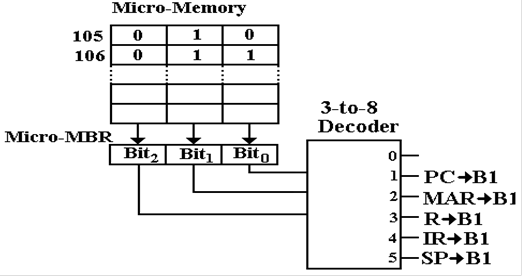 Micro-Memory
105 0 1 0
106 0 1 1
3-to-8
Decoder
Micro-MBR Bit2 Bit1 Bit0
0
1 PC→B1
2 MAR→B1
3 R→B1
4 IR→B1
5 SP→B1